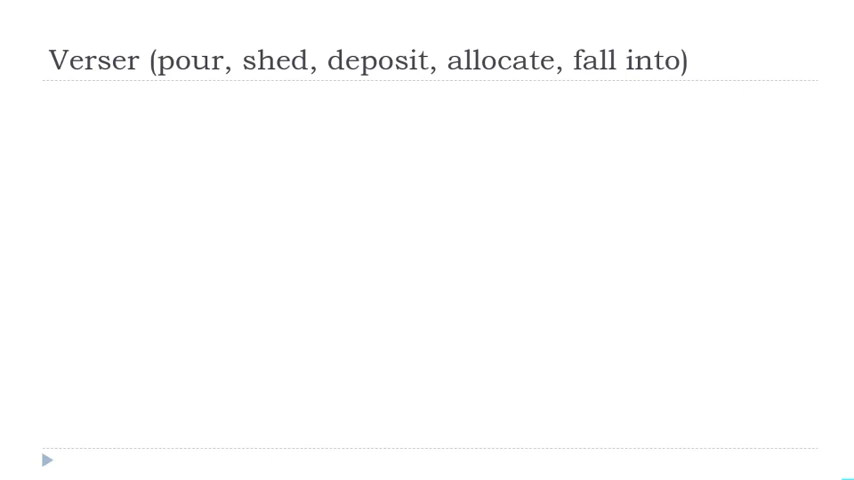 Verser (pour, shed, deposit, allocate, fall into)